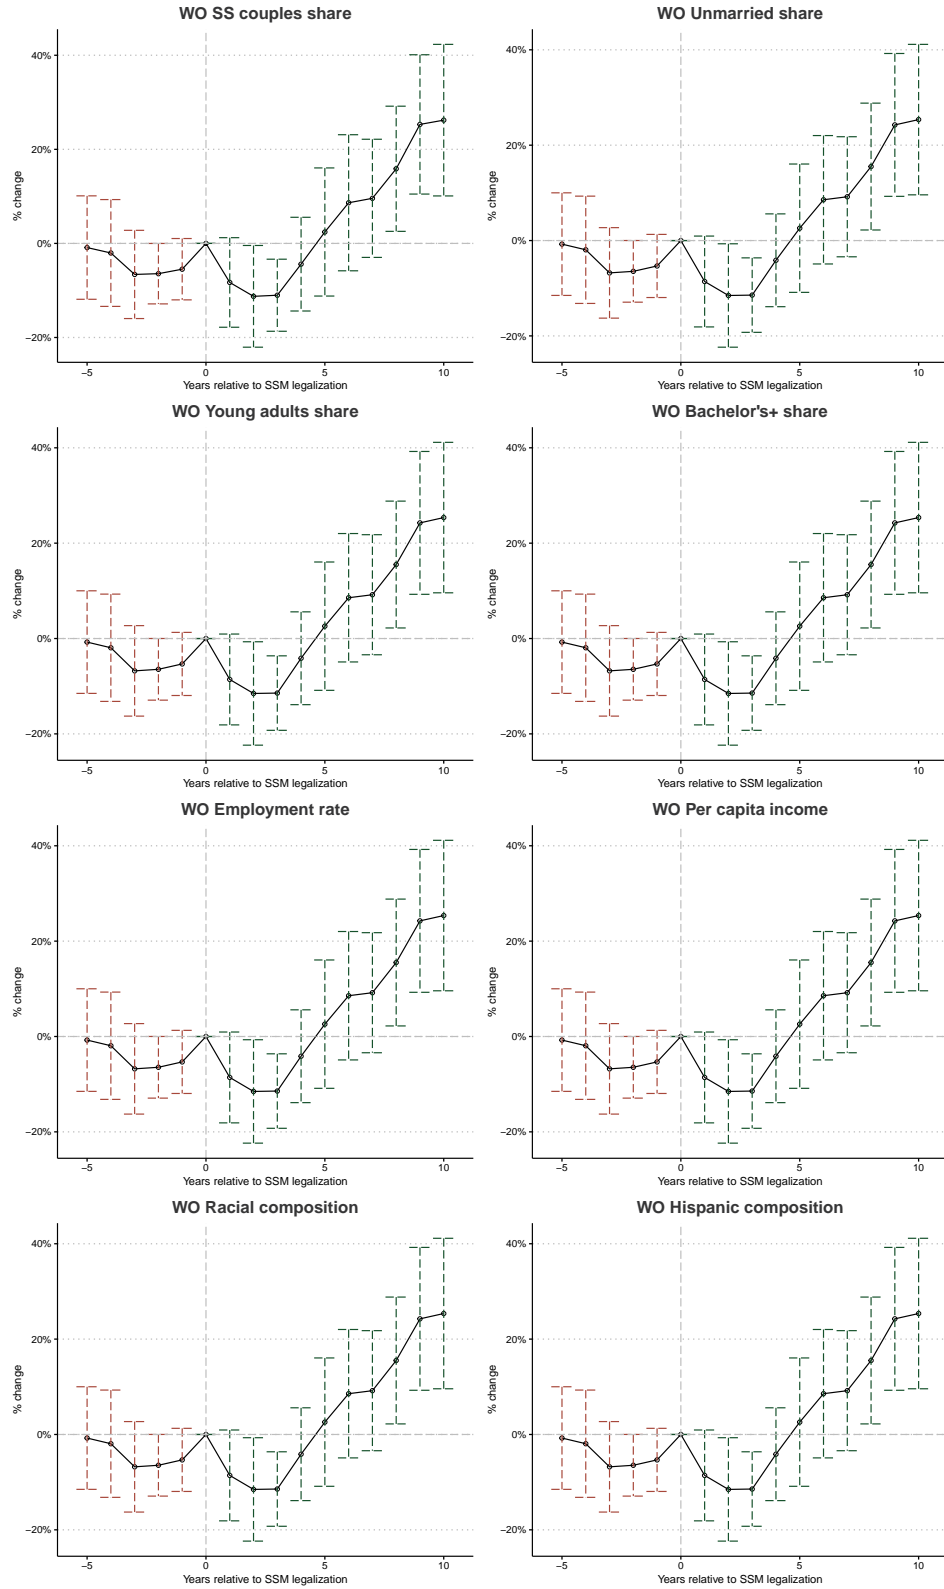 WO SS couples share
40%
20%
0%
−20%
% change
−5 0 5 10
Years relative to SSM legalization
WO Unmarried share
40%
20%
0%
−20%
% change
−5 0 5 10
Years relative to SSM legalization
WO Young adults share
40%
20%
0%
−20%
% change
−5 0 5 10
Years relative to SSM legalization
WO Bachelor's+ share
40%
20%
0%
−20%
% change
−5 0 5 10
Years relative to SSM legalization
WO Employment rate
40%
20%
0%
−20%
% change
−5 0 5 10
Years relative to SSM legalization
WO Per capita income
40%
20%
0%
−20%
% change
−5 0 5 10
Years relative to SSM legalization
WO Racial composition
40%
20%
0%
−20%
% change
−5 0 5 10
Years relative to SSM legalization
WO Hispanic composition
40%
20%
0%
−20%
% change
−5 0 5 10
Years relative to SSM legalization